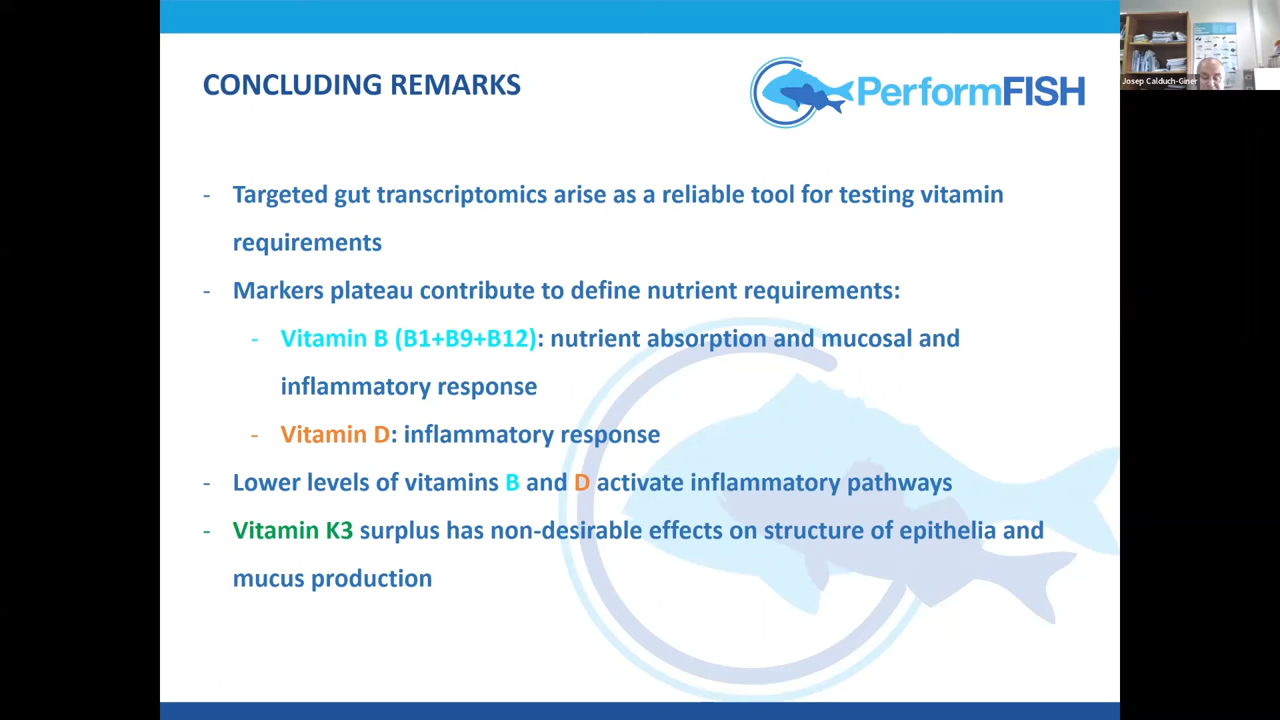 CONCLUDING REMARKS
PerformFISH
Josep Calduch-Giner
- Targeted gut transcriptomics arise as a reliable tool for testing vitamin
requirements
- Markers plateau contribute to define nutrient requirements:
- Vitamin B (B1+B9+B12): nutrient absorption and mucosal and
inflammatory response
- Vitamin D: inflammatory response
- Lower levels of vitamins B and D activate inflammatory pathways
- Vitamin K3 surplus has non-desirable effects on structure of epithelia and
mucus production